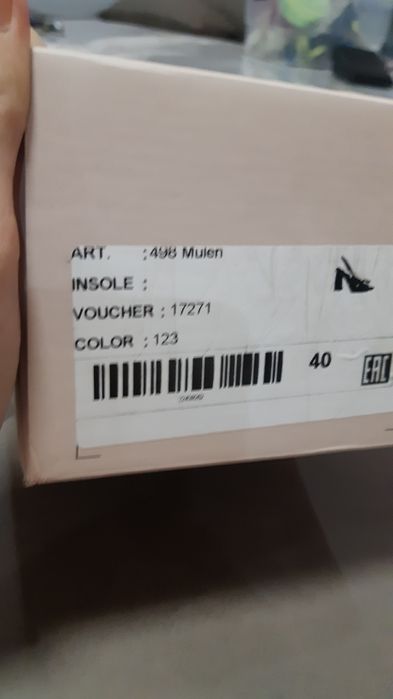 ART. : 498 Mulen
INSOLE :
VOUCHER : 17271
COLOR : 123
40
EAC